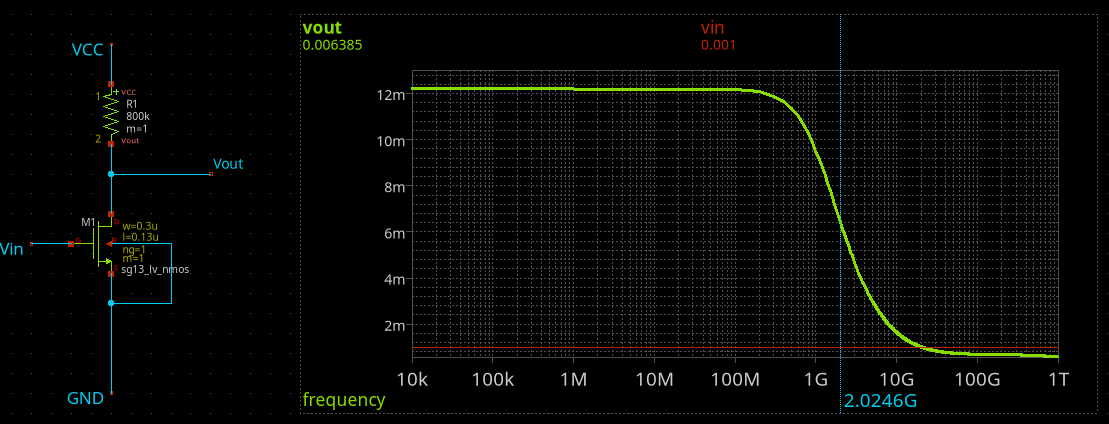 VCC
1
+
VCC
R1
800k
m=1
2
Vout
Vout
M1
D
w=0.3u
l=0.13u
ng=1
m=1
Vin
G
B
S
sg13_lv_nmos
GND
vout
0.006385
vin
0.001
12m
10m
8m
6m
4m
2m
10k 100k 1M 10M 100M 1G 10G 100G 1T
frequency
2.0246G